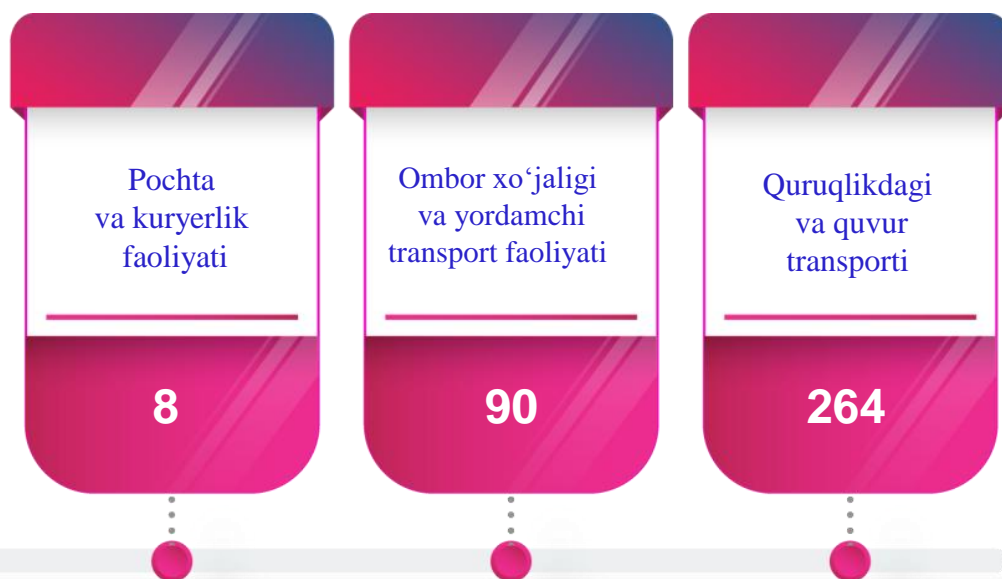 Pochta
va kuryerlik
faoliyati
8
Ombor xo‘jaligi
va yordamchi
transport faoliyati
90
Quruqlikdagi
va quvur
transporti
264